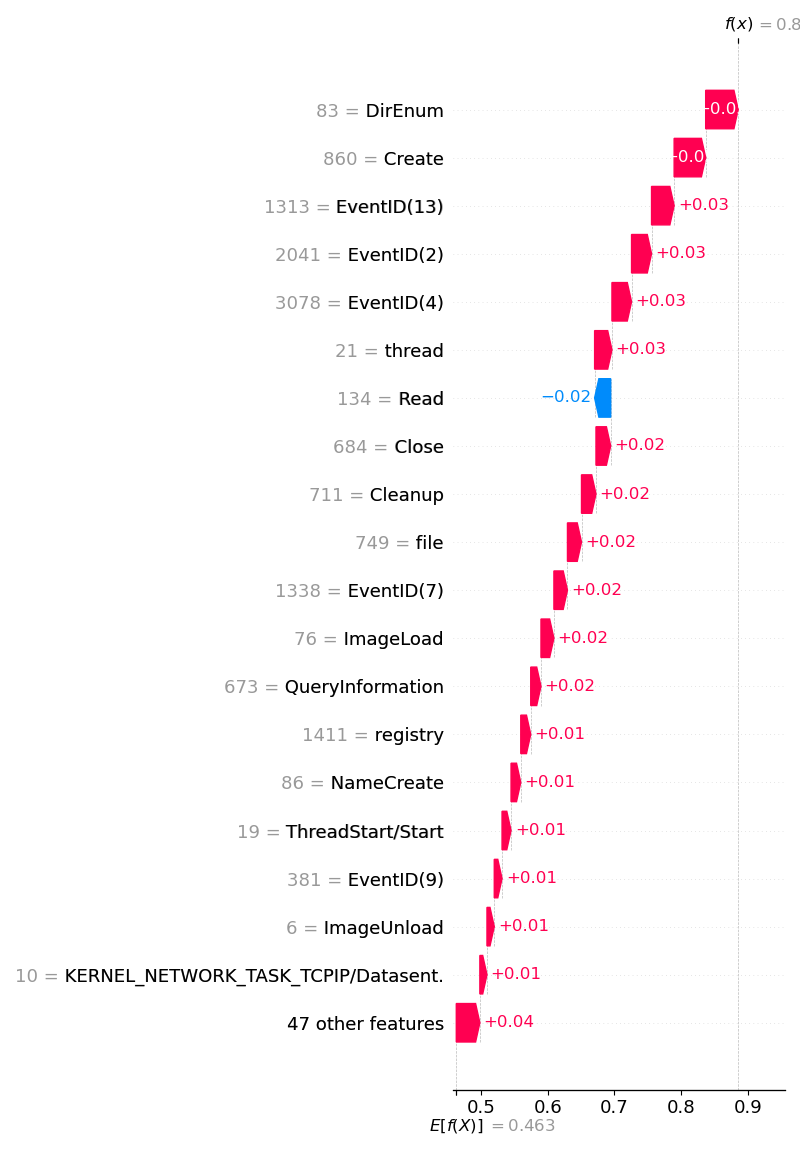 f(x) = 0.8
83 = DirEnum
860 = Create
1313 = EventID(13) +0.03
2041 = EventID(2) +0.03
3078 = EventID(4) +0.03
21 = thread +0.03
134 = Read −0.02
684 = Close +0.02
711 = Cleanup +0.02
749 = file +0.02
1338 = EventID(7) +0.02
76 = ImageLoad +0.02
673 = QueryInformation +0.02
1411 = registry +0.01
86 = NameCreate +0.01
19 = ThreadStart/Start +0.01
381 = EventID(9) +0.01
6 = ImageUnload +0.01
10 = KERNEL_NETWORK_TASK_TCPIP/Datasent. +0.01
47 other features +0.04
0.5 0.6 0.7 0.8 0.9
E[f(X)] = 0.463